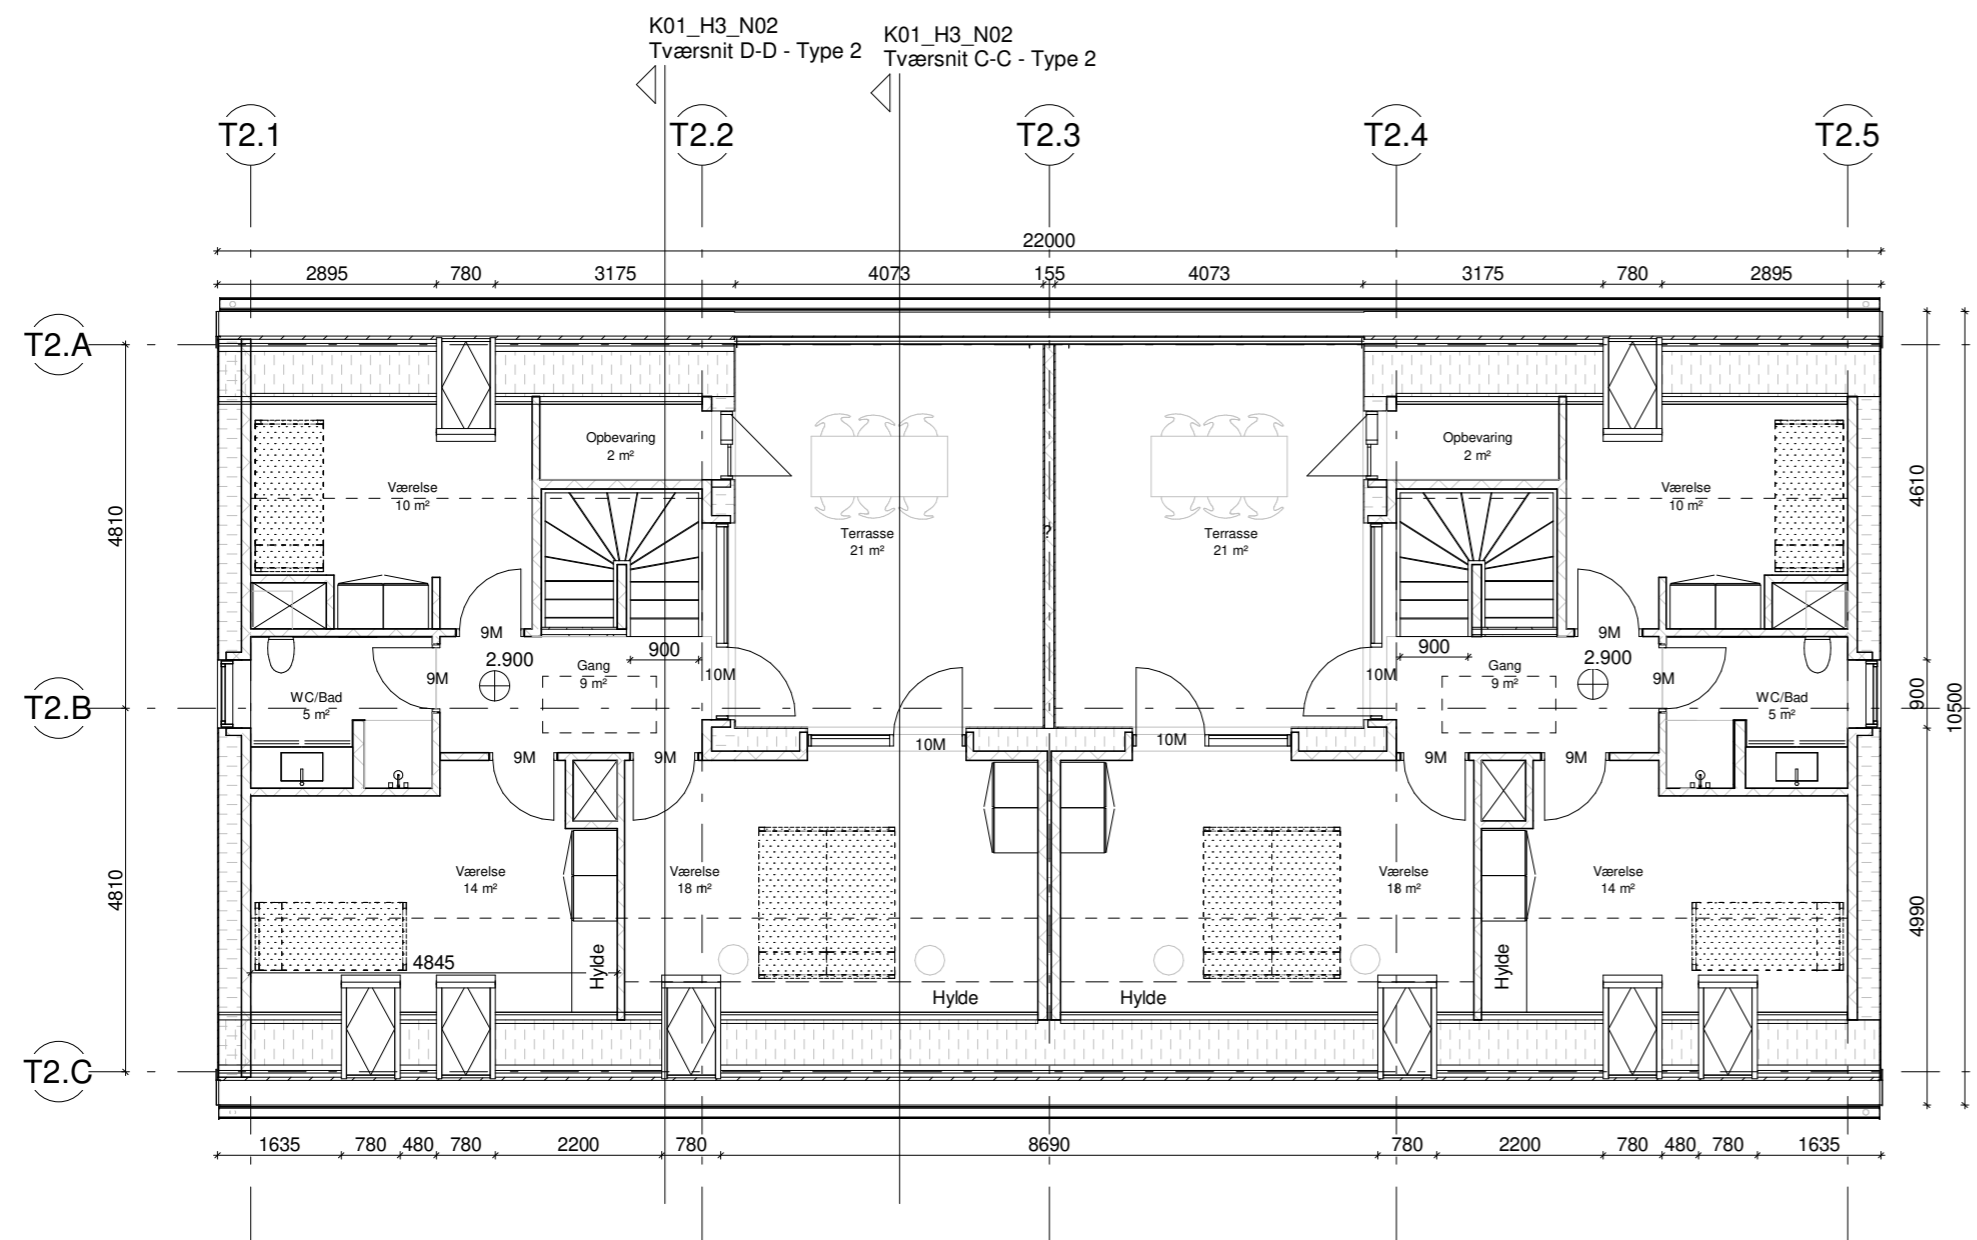 K01_H3_N02
Tværsnit D-D - Type 2
K01_H3_N02
Tværsnit C-C - Type 2
T2.1
T2.2
T2.3
T2.4
T2.5
22000
2895
780
3175
4073
155
4073
3175
780
2895
T2.A
T2.B
T2.C
4810
4810
4610
900
4990
10500
Værelse
10 m²
Opbevaring
2 m²
Terrasse
21 m²
?
Terrasse
21 m²
Opbevaring
2 m²
Værelse
10 m²
9M
2.900
Gang
9 m²
900
10M
9M
WC/Bad
5 m²
9M
9M
10M
10M
10M
900
Gang
9 m²
2.900
9M
9M
WC/Bad
5 m²
9M
9M
Værelse
14 m²
Værelse
18 m²
Værelse
18 m²
Værelse
14 m²
4845
Hylde
Hylde
Hylde
Hylde
1635
780
480
780
2200
780
8690
780
2200
780
480
780
1635